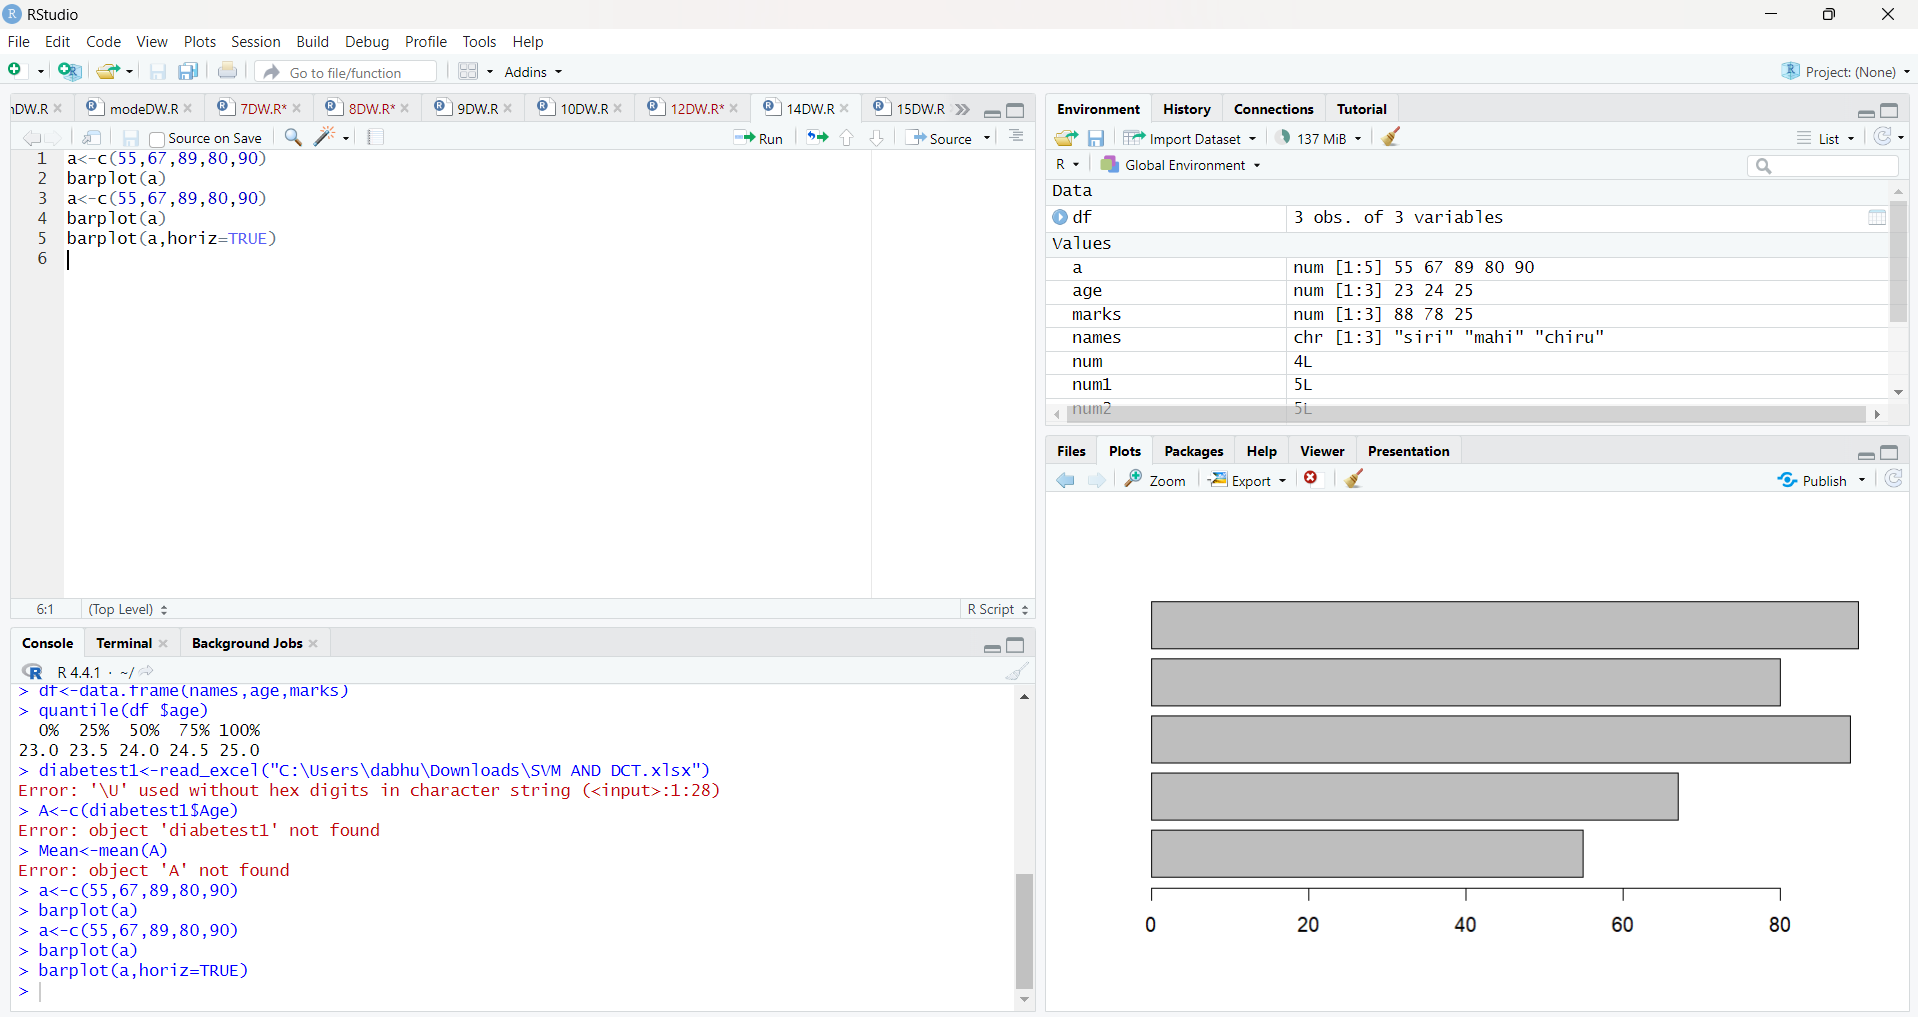 RStudio
File Edit Code View Plots Session Build Debug Profile Tools Help
Go to file/function Addins Project: (None)
DW.R modeDW.R 7DW.R* 8DW.R* 9DW.R 10DW.R 12DW.R* 14DW.R 15DW.R
Source on Save Run Source
1 a<-c(55,67,89,80,90)
2 barplot(a)
3 a<-c(55,67,89,80,90)
4 barplot(a)
5 barplot(a,horiz=TRUE)
6
6:1 (Top Level) R Script
Console Terminal Background Jobs
R 4.4.1 · ~/
> df<-data.frame(names,age,marks)
> quantile(df $age)
0% 25% 50% 75% 100%
23.0 23.5 24.0 24.5 25.0
> diabetest1<-read_excel("C:\Users\dabhu\Downloads\SVM AND DCT.xlsx")
Error: '\U' used without hex digits in character string (<input>:1:28)
> A<-c(diabetest1$Age)
Error: object 'diabetest1' not found
> Mean<-mean(A)
Error: object 'A' not found
> a<-c(55,67,89,80,90)
> barplot(a)
> a<-c(55,67,89,80,90)
> barplot(a)
> barplot(a,horiz=TRUE)
>
Environment History Connections Tutorial
Import Dataset 137 MiB List
R Global Environment
Data
df 3 obs. of 3 variables
Values
a num [1:5] 55 67 89 80 90
age num [1:3] 23 24 25
marks num [1:3] 88 78 25
names chr [1:3] "siri" "mahi" "chiru"
num 4L
num1 5L
num2 5L
Files Plots Packages Help Viewer Presentation
Zoom Export Publish
0 20 40 60 80